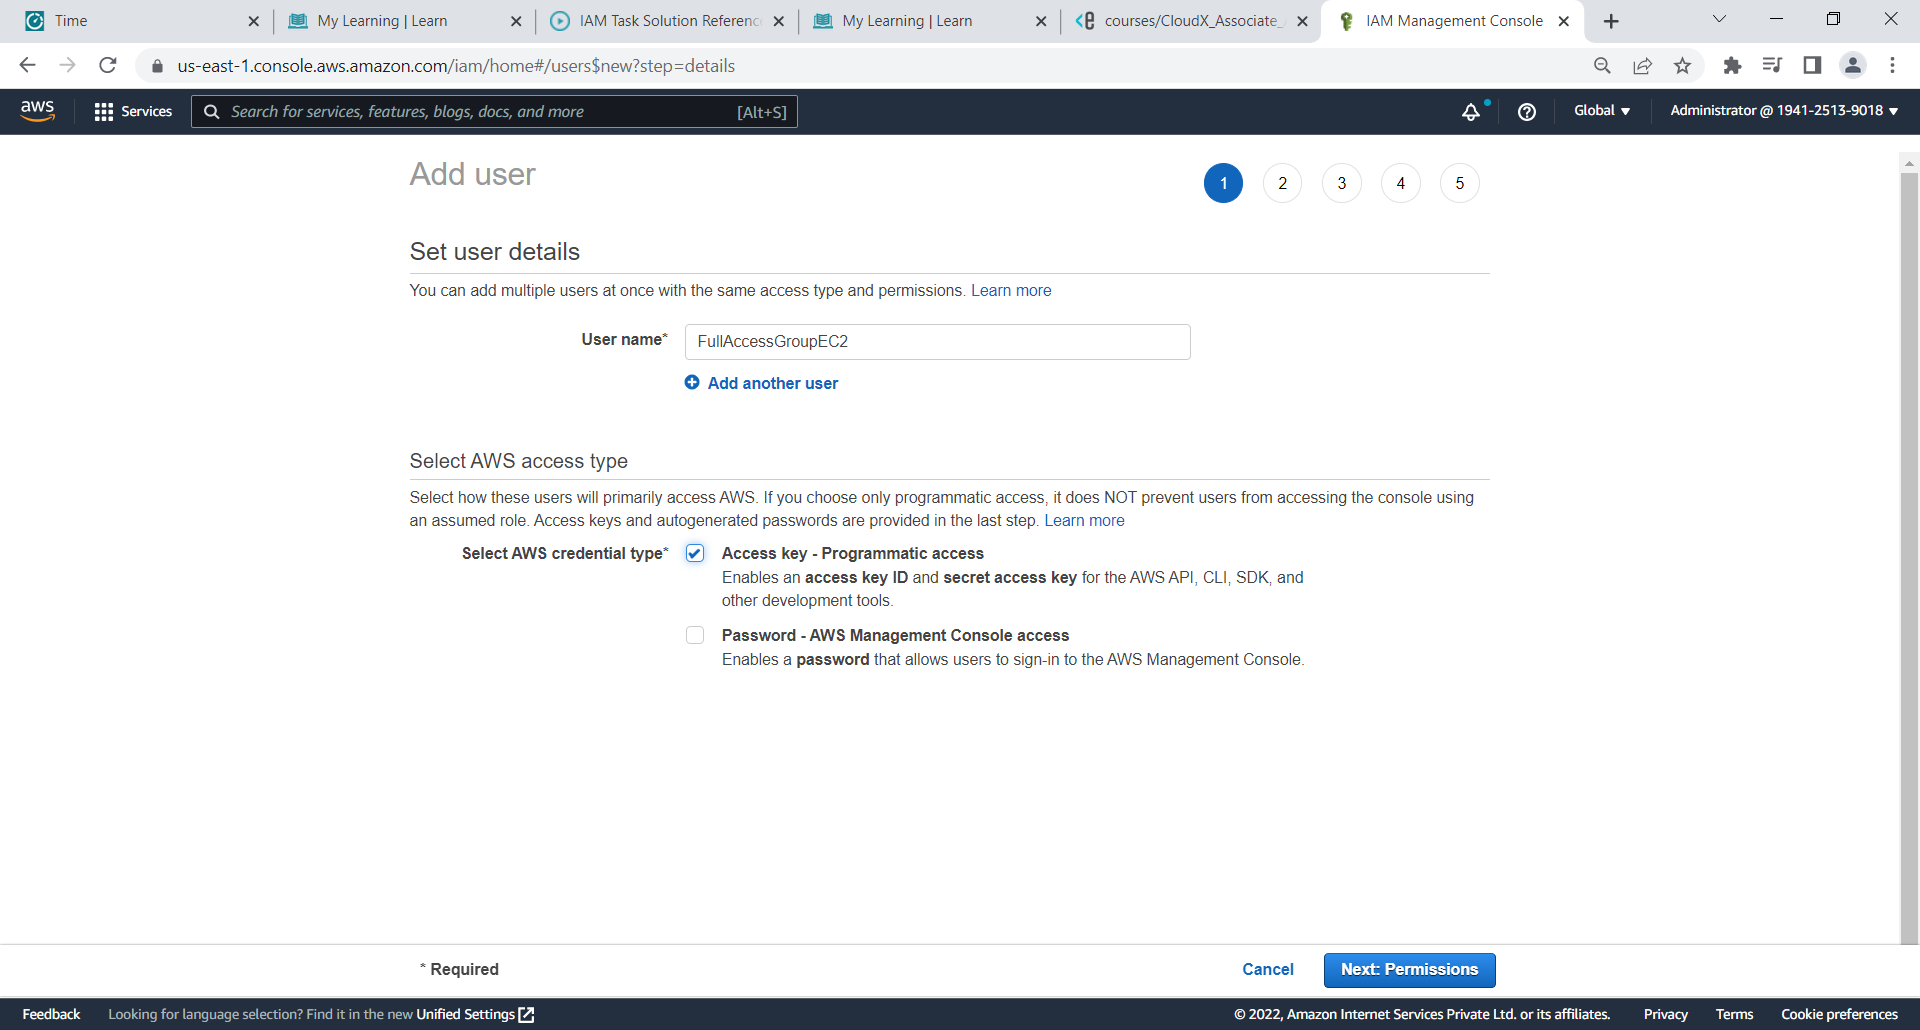 Time
My Learning | Learn
IAM Task Solution Referenc
My Learning | Learn
courses/CloudX_Associate_
IAM Management Console
us-east-1.console.aws.amazon.com/iam/home#/users$new?step=details
aws
Services
Search for services, features, blogs, docs, and more
[Alt+S]
Global
Administrator @ 1941-2513-9018
Add user
1
2
3
4
5
Set user details
You can add multiple users at once with the same access type and permissions. Learn more
User name*
FullAccessGroupEC2
Add another user
Select AWS access type
Select how these users will primarily access AWS. If you choose only programmatic access, it does NOT prevent users from accessing the console using
an assumed role. Access keys and autogenerated passwords are provided in the last step. Learn more
Select AWS credential type*
Access key - Programmatic access
Enables an access key ID and secret access key for the AWS API, CLI, SDK, and
other development tools.
Password - AWS Management Console access
Enables a password that allows users to sign-in to the AWS Management Console.
* Required
Cancel
Next: Permissions
Feedback
Looking for language selection? Find it in the new Unified Settings
© 2022, Amazon Internet Services Private Ltd. or its affiliates.
Privacy
Terms
Cookie preferences